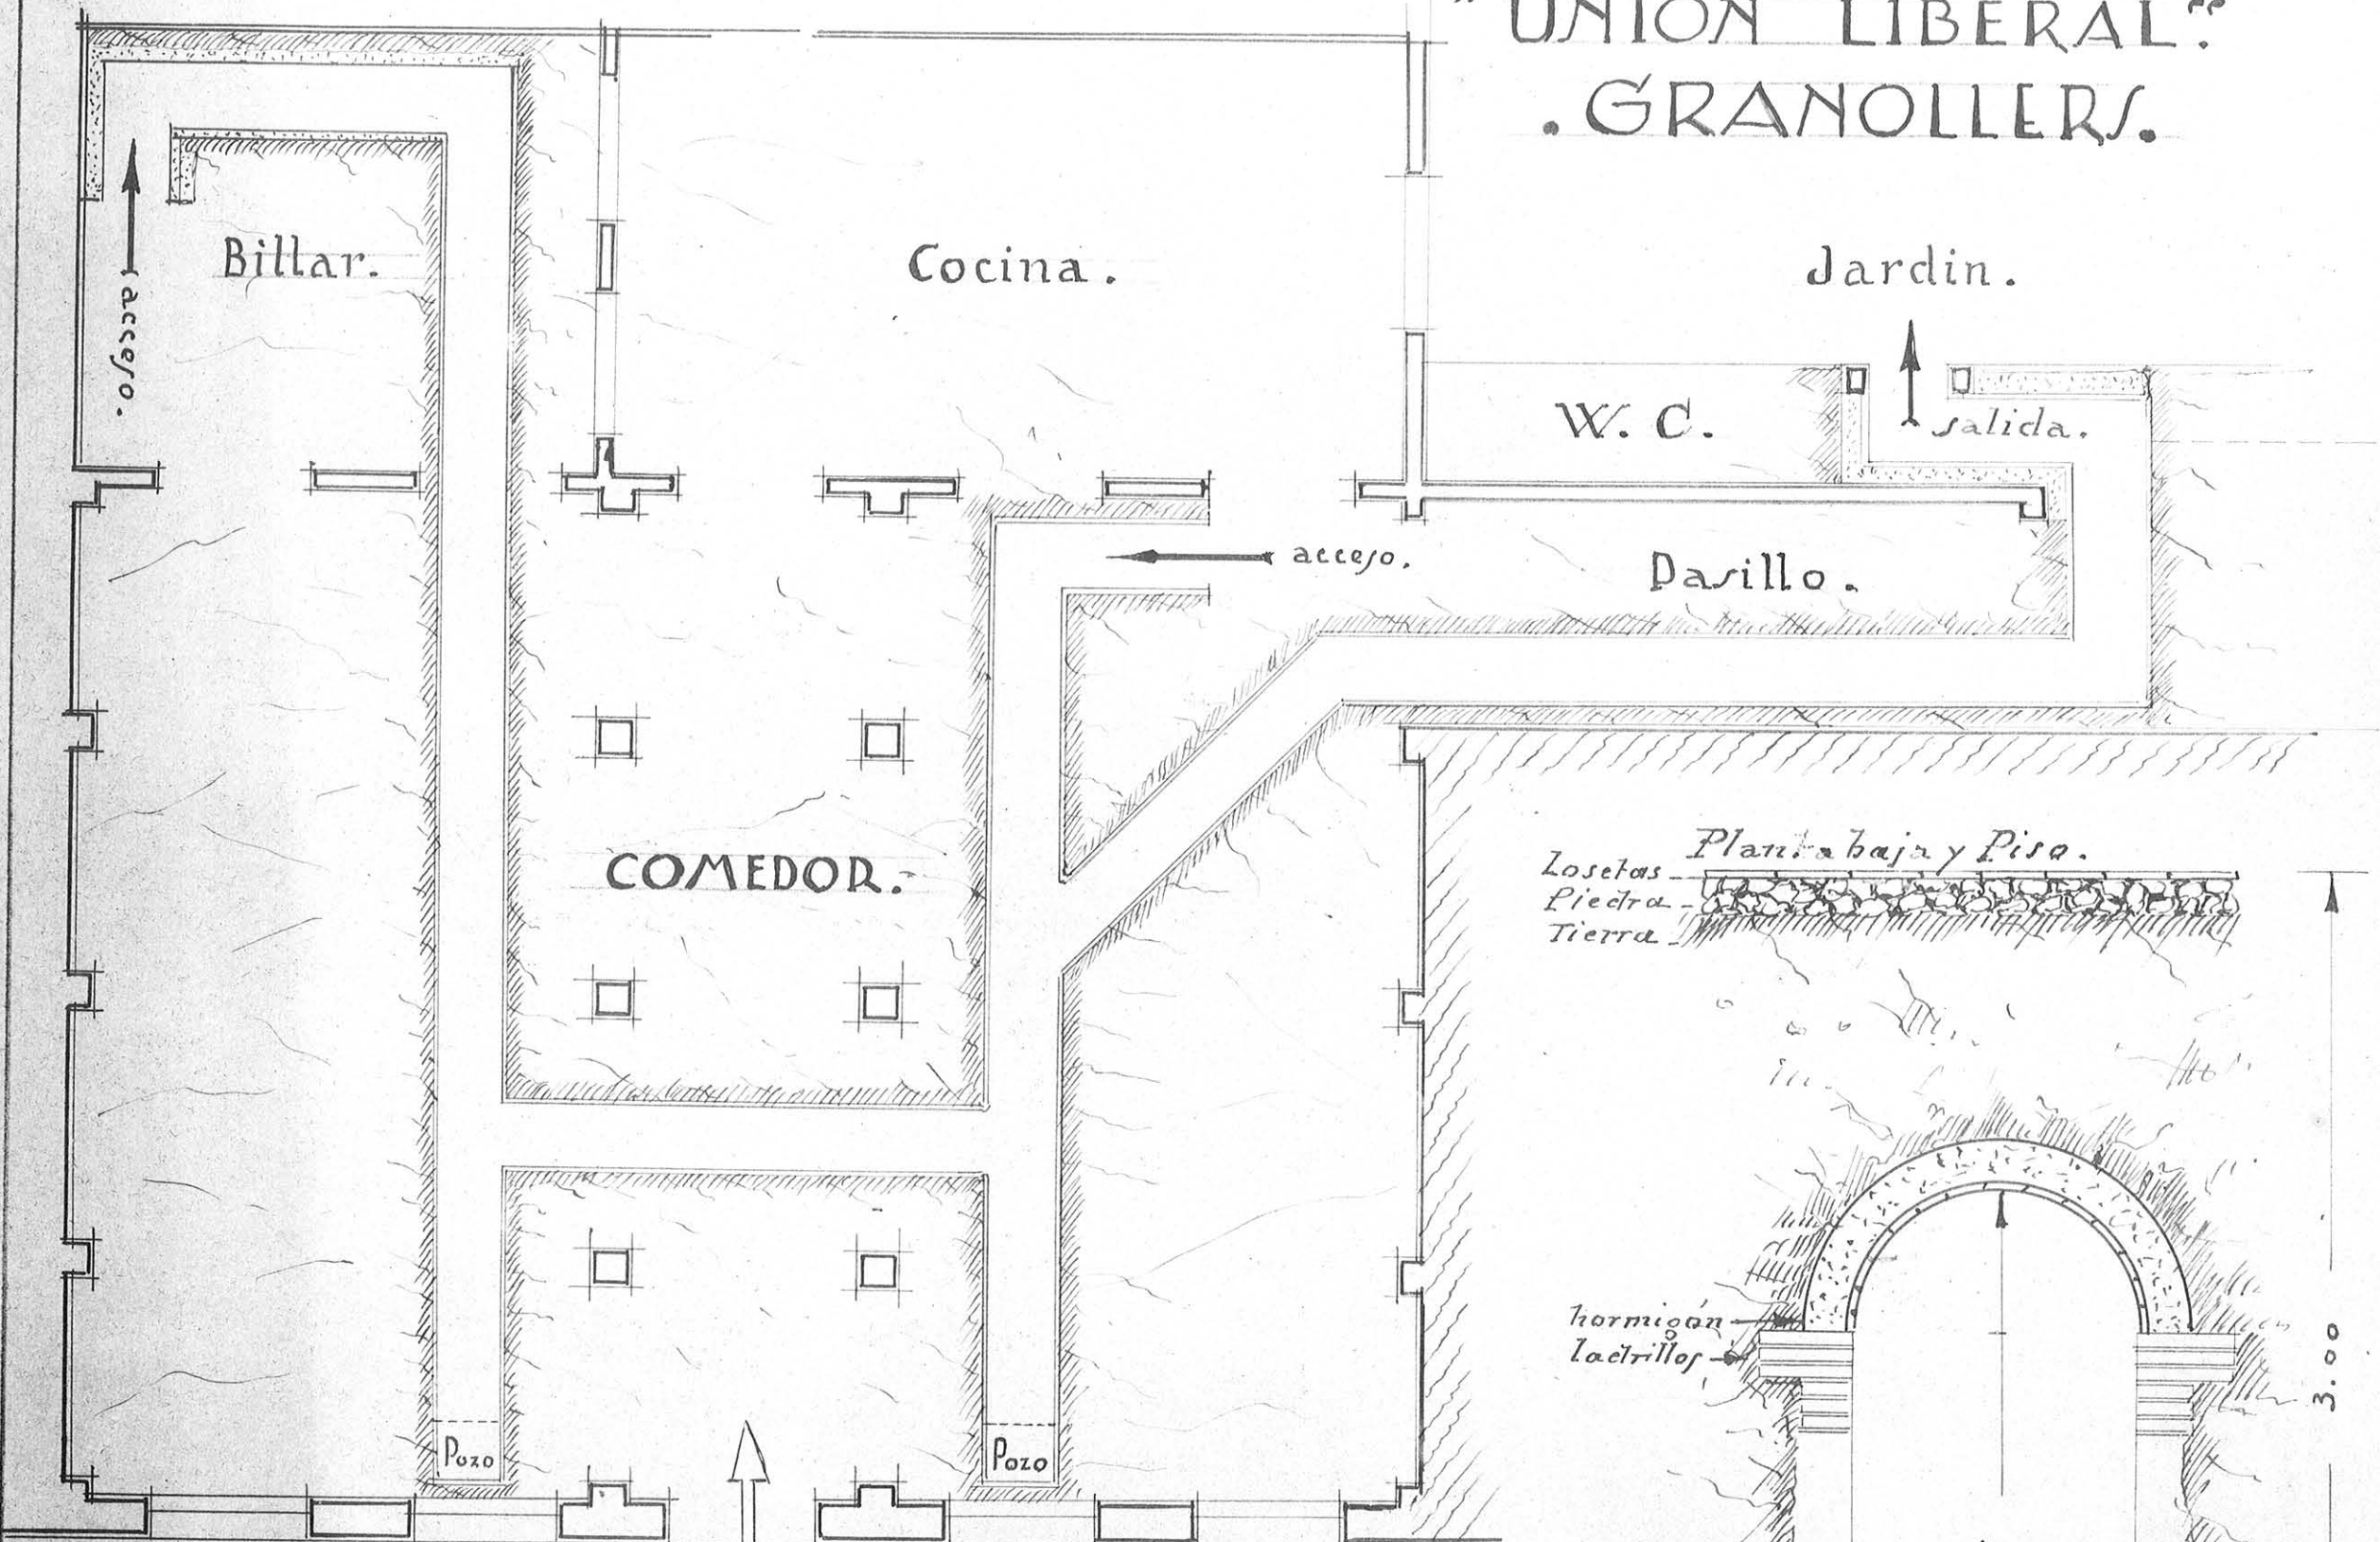 "UNION LIBERAL".
.GRANOLLERS.
Billar.
Cocina.
Jardin.
acceso.
W. C.
salida.
acceso.
Pasillo.
COMEDOR.
Planta baja y Piso.
Losetas
Piedra
Tierra
hormigón
ladrillos
3.00
Pozo
Pozo